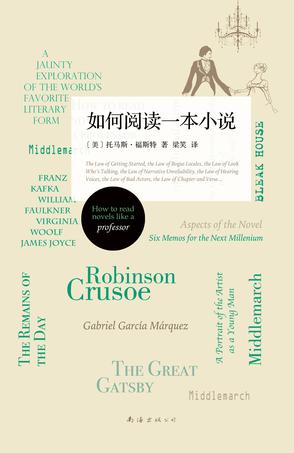 A
JAUNTY
EXPLORATION
OF THE WORLD'S
FAVORITE
LITERARY
FORM
HOW TO READ
Middlemarch
如何阅读一本小说
〔美〕托马斯·福斯特 著 梁笑 译
The Law of Getting Started, the Law of Bogus Locales, the Law of Look
Who's Talking, the Law of Narrative Unreliability, the Law of Hearing
Voices, the Law of Bad Actors, the Law of Chapter and Verse...
BLEAK HOUSE
FRANZ
KAFKA
WILLIAM
FAULKNER
VIRGINIA
WOOLF
JAMES JOYCE
How to read
novels like a
professor
Aspects of the Novel
Six Memos for the Next Millenium
THE REMAINS OF
THE DAY
Robinson
Crusoe
Gabriel García Márquez
A Portrait of the Artist
as a Young Man
Middlemarch
THE GREAT
GATSBY
Middlemarch
南海出版公司